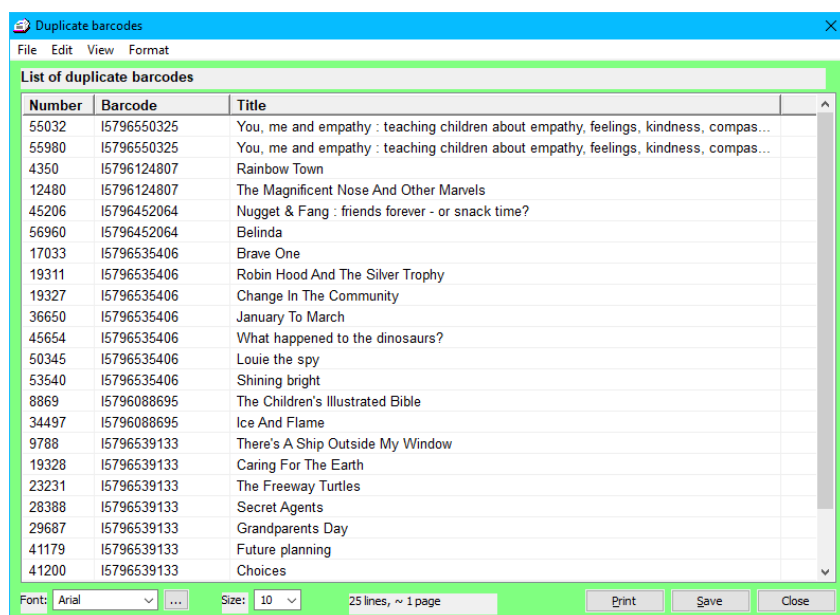 Duplicate barcodes
File Edit View Format
List of duplicate barcodes
Number Barcode Title
55032 I5796550325 You, me and empathy : teaching children about empathy, feelings, kindness, compas...
55980 I5796550325 You, me and empathy : teaching children about empathy, feelings, kindness, compas...
4350 I5796124807 Rainbow Town
12480 I5796124807 The Magnificent Nose And Other Marvels
45206 I5796452064 Nugget & Fang : friends forever - or snack time?
56960 I5796452064 Belinda
17033 I5796535406 Brave One
19311 I5796535406 Robin Hood And The Silver Trophy
19327 I5796535406 Change In The Community
36650 I5796535406 January To March
45654 I5796535406 What happened to the dinosaurs?
50345 I5796535406 Louie the spy
53540 I5796535406 Shining bright
8869 I5796088695 The Children's Illustrated Bible
34497 I5796088695 Ice And Flame
9788 I5796539133 There's A Ship Outside My Window
19328 I5796539133 Caring For The Earth
23231 I5796539133 The Freeway Turtles
28388 I5796539133 Secret Agents
29687 I5796539133 Grandparents Day
41179 I5796539133 Future planning
41200 I5796539133 Choices
Font: Arial ... Size: 10 25 lines, ~ 1 page Print Save Close